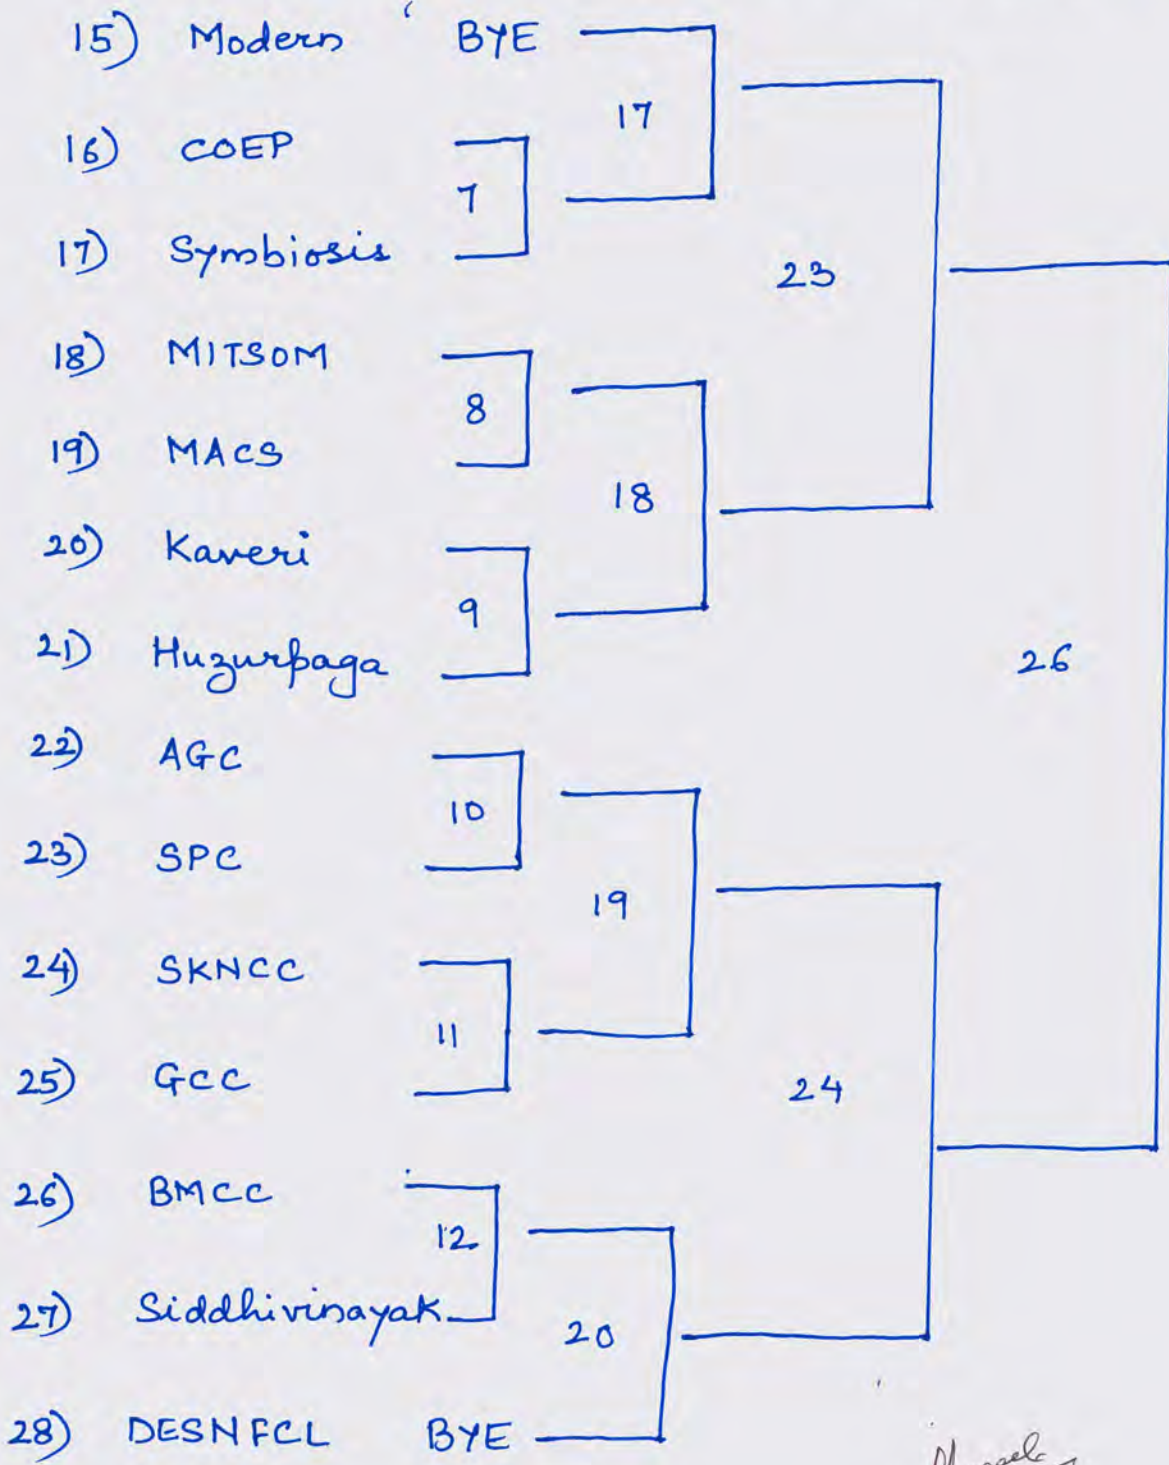 15) Modern BYE
17
16) COEP
7
17) Symbiosis
23
18) MITSOM
8
19) MACS
18
20) Kaveri
9
21) Huzurpaga
26
22) AGC
10
23) SPC
19
24) SKNCC
11
25) GCC
24
26) BMCC
12
27) Siddhivinayak
20
28) DESNFCL BYE